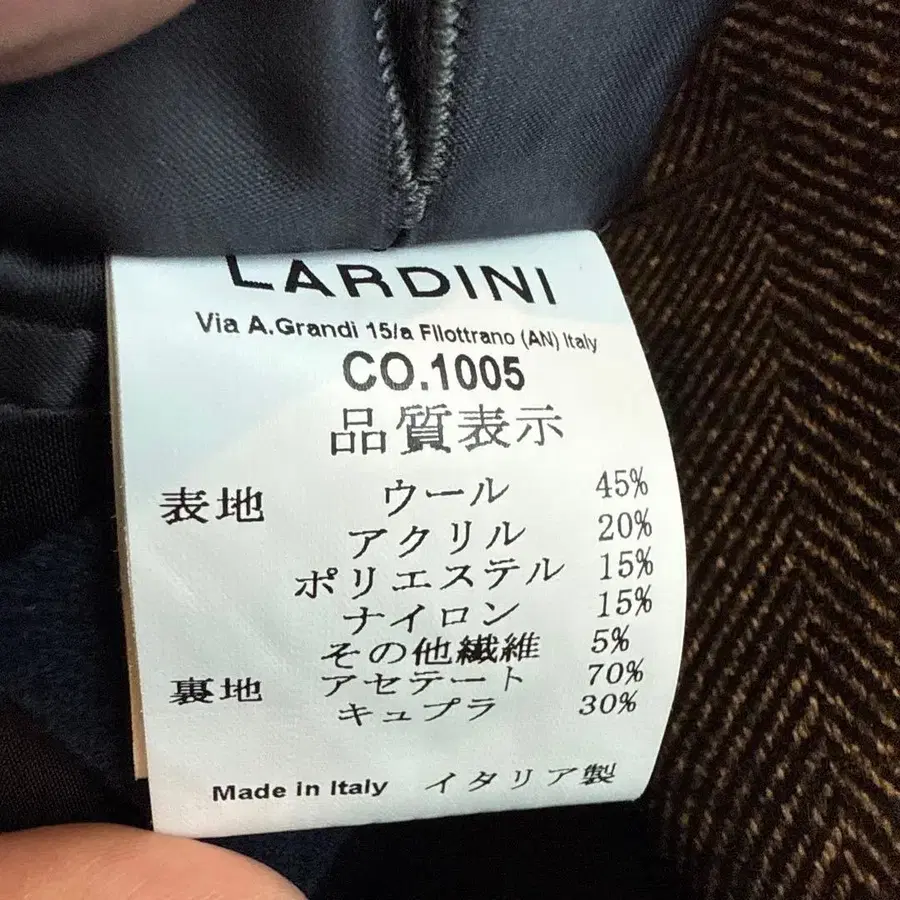 LARDINI
Via A.Grandi 15/a Filottrano (AN) Italy
CO.1005
品質表示
表地 ウール 45%
アクリル 20%
ポリエステル 15%
ナイロン 15%
その他繊維 5%
裏地 アセテート 70%
キュプラ 30%
Made in Italy イタリア製